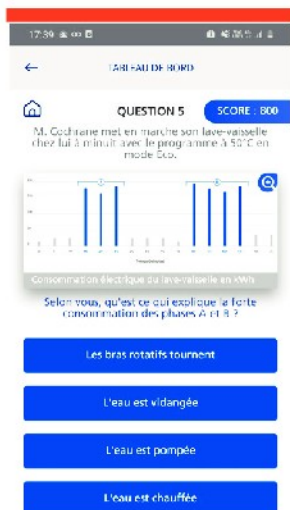 17:39
TABLEAU DE BORD
QUESTION 5
SCORE : 800
M. Cochrane met en marche son lave-vaisselle
chez lui à minuit avec le programme à 50°C en
mode Eco.
Consommation électrique du lave-vaisselle en kWh
Selon vous, qu'est ce qui explique la forte
consommation des phases A et B ?
Les bras rotatifs tournent
L'eau est vidangée
L'eau est pompée
L'eau est chauffée